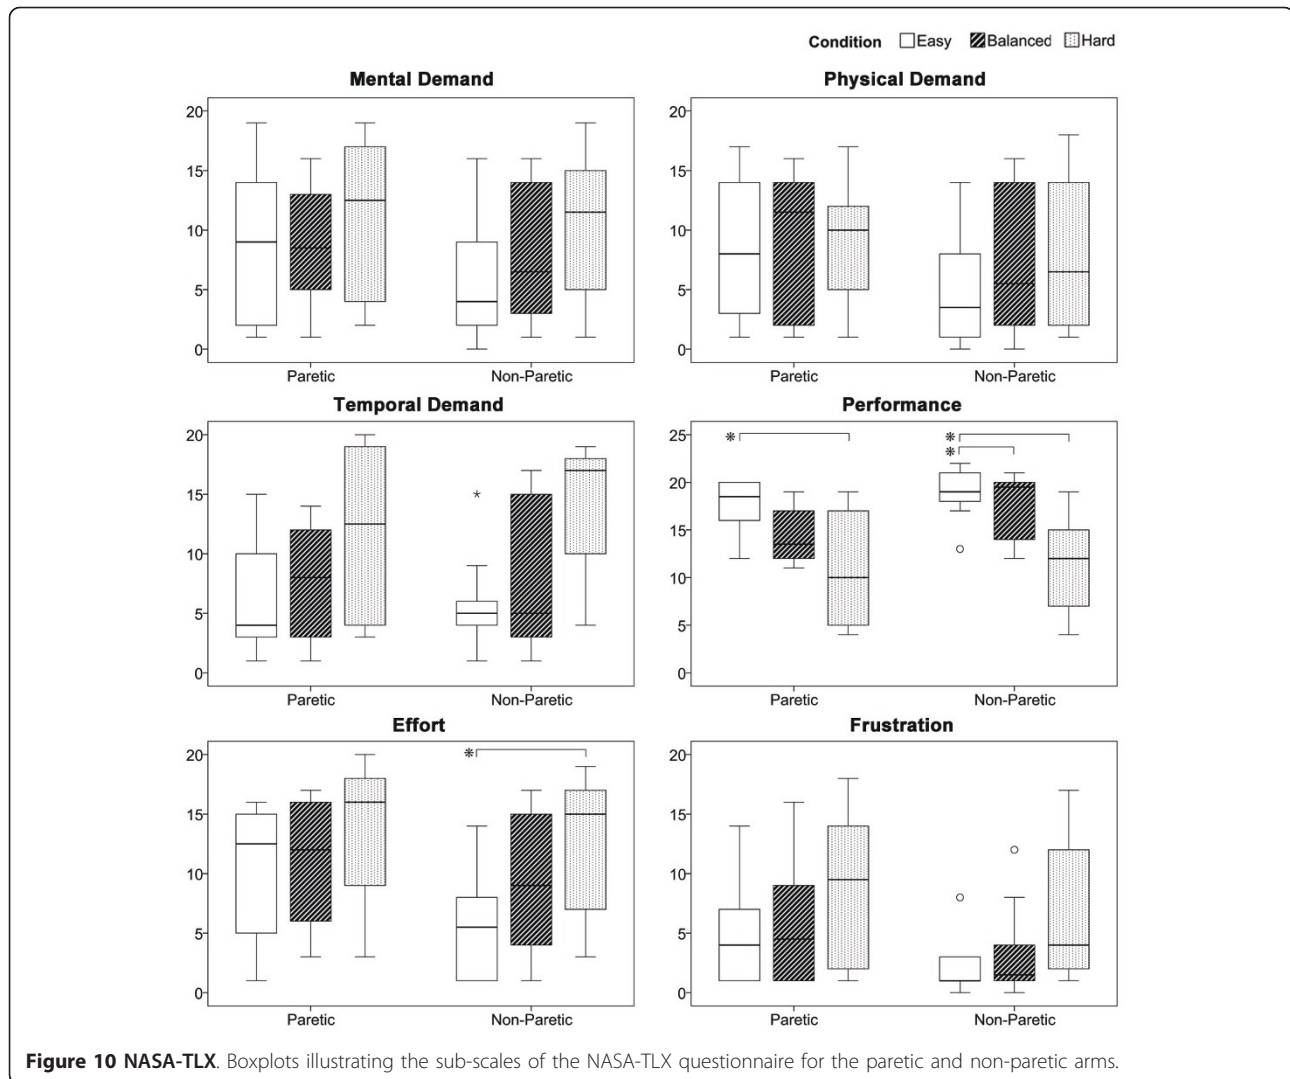 Condition Easy Balanced Hard
Mental Demand Physical Demand
20 20
15 15
10 10
5 5
0 0
Paretic Non-Paretic Paretic Non-Paretic
Temporal Demand Performance
20 25
15 20
10 15
5 10
0 5
0
* * *
*
Paretic Non-Paretic Paretic Non-Paretic
Effort Frustration
20 * 20
15 15
10 10
5 5
0 0
Paretic Non-Paretic Paretic Non-Paretic
Figure 10 NASA-TLX. Boxplots illustrating the sub-scales of the NASA-TLX questionnaire for the paretic and non-paretic arms.